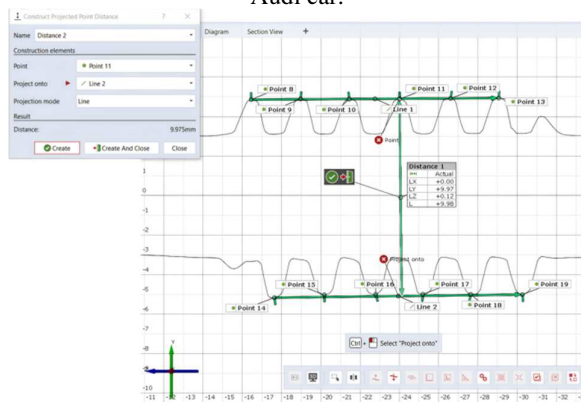 Audi car.
Construct Projected Point Distance ? ×
Name Distance 2
Construction elements
Point Point 11
Project onto Line 2
Projection mode Line
Result
Distance: 9.975mm
Create Create And Close Close
Diagram Section View +
Point 8 Point 11 Point 12
Point 9 Point 10 Line 1 Point 13
Point
Distance 1
Actual
LX +0.00
LY +9.97
LZ +0.12
L +9.98
1
0
-1
-2
-3
-4
-5
-6
-7
-8
-9
-10
Project onto
Point 15 Point 16 Point 17 Point 19
Point 14 Line 2 Point 18
Ctrl + Select "Project onto"
Y
-11 -12 -13 -14 -15 -16 -17 -18 -19 -20 -21 -22 -23 -24 -25 -26 -27 -28 -29 -30 -31 -32